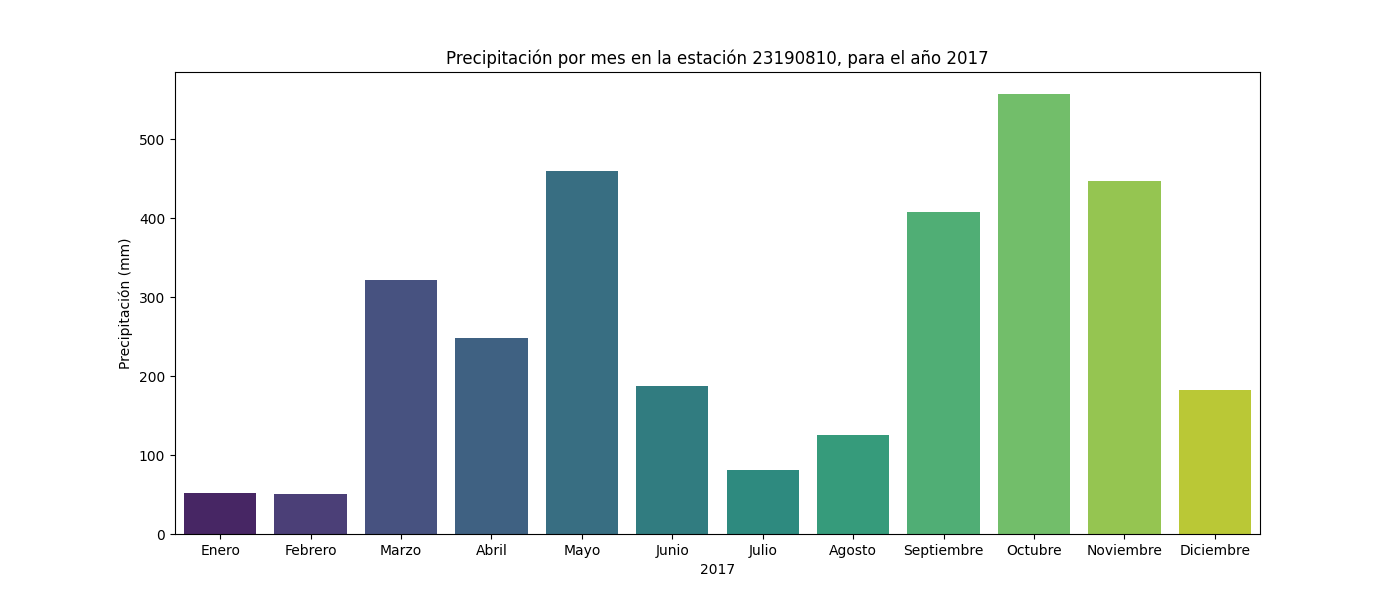 Precipitación por mes en la estación 23190810, para el año 2017
Precipitación (mm)
500
400
300
200
100
0
Enero Febrero Marzo Abril Mayo Junio Julio Agosto Septiembre Octubre Noviembre Diciembre
2017